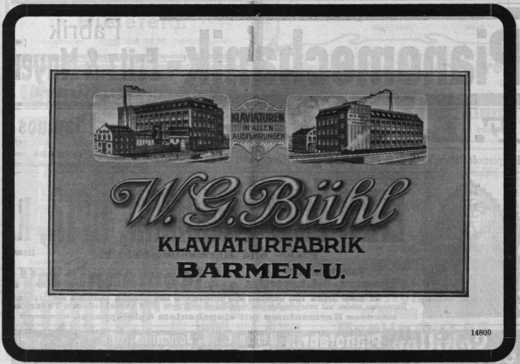 KLAVIATUREN
IN ALLEN
AUSFÜHRUNGEN
W. G. Bühl
KLAVIATURFABRIK
BARMEN-U.
14800